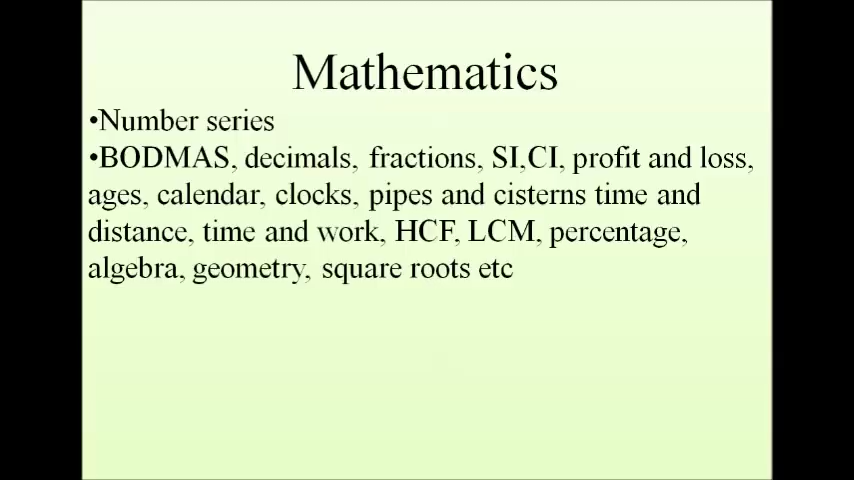 Mathematics
•Number series
•BODMAS, decimals, fractions, SI,CI, profit and loss,
ages, calendar, clocks, pipes and cisterns time and
distance, time and work, HCF, LCM, percentage,
algebra, geometry, square roots etc